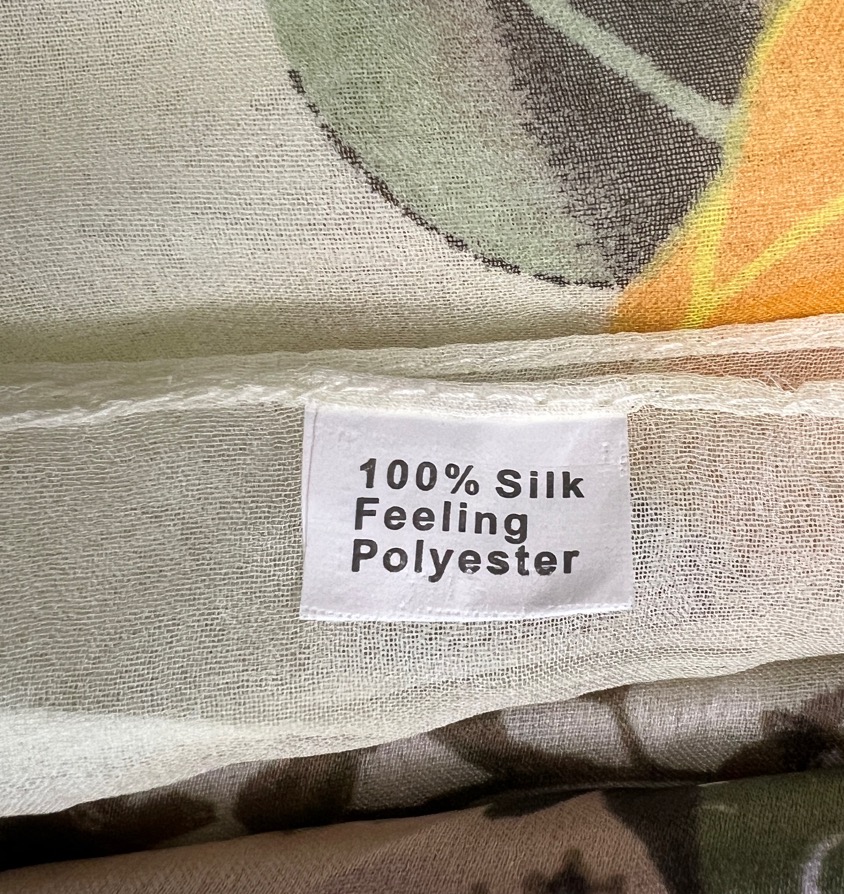 100% Silk
Feeling
Polyester